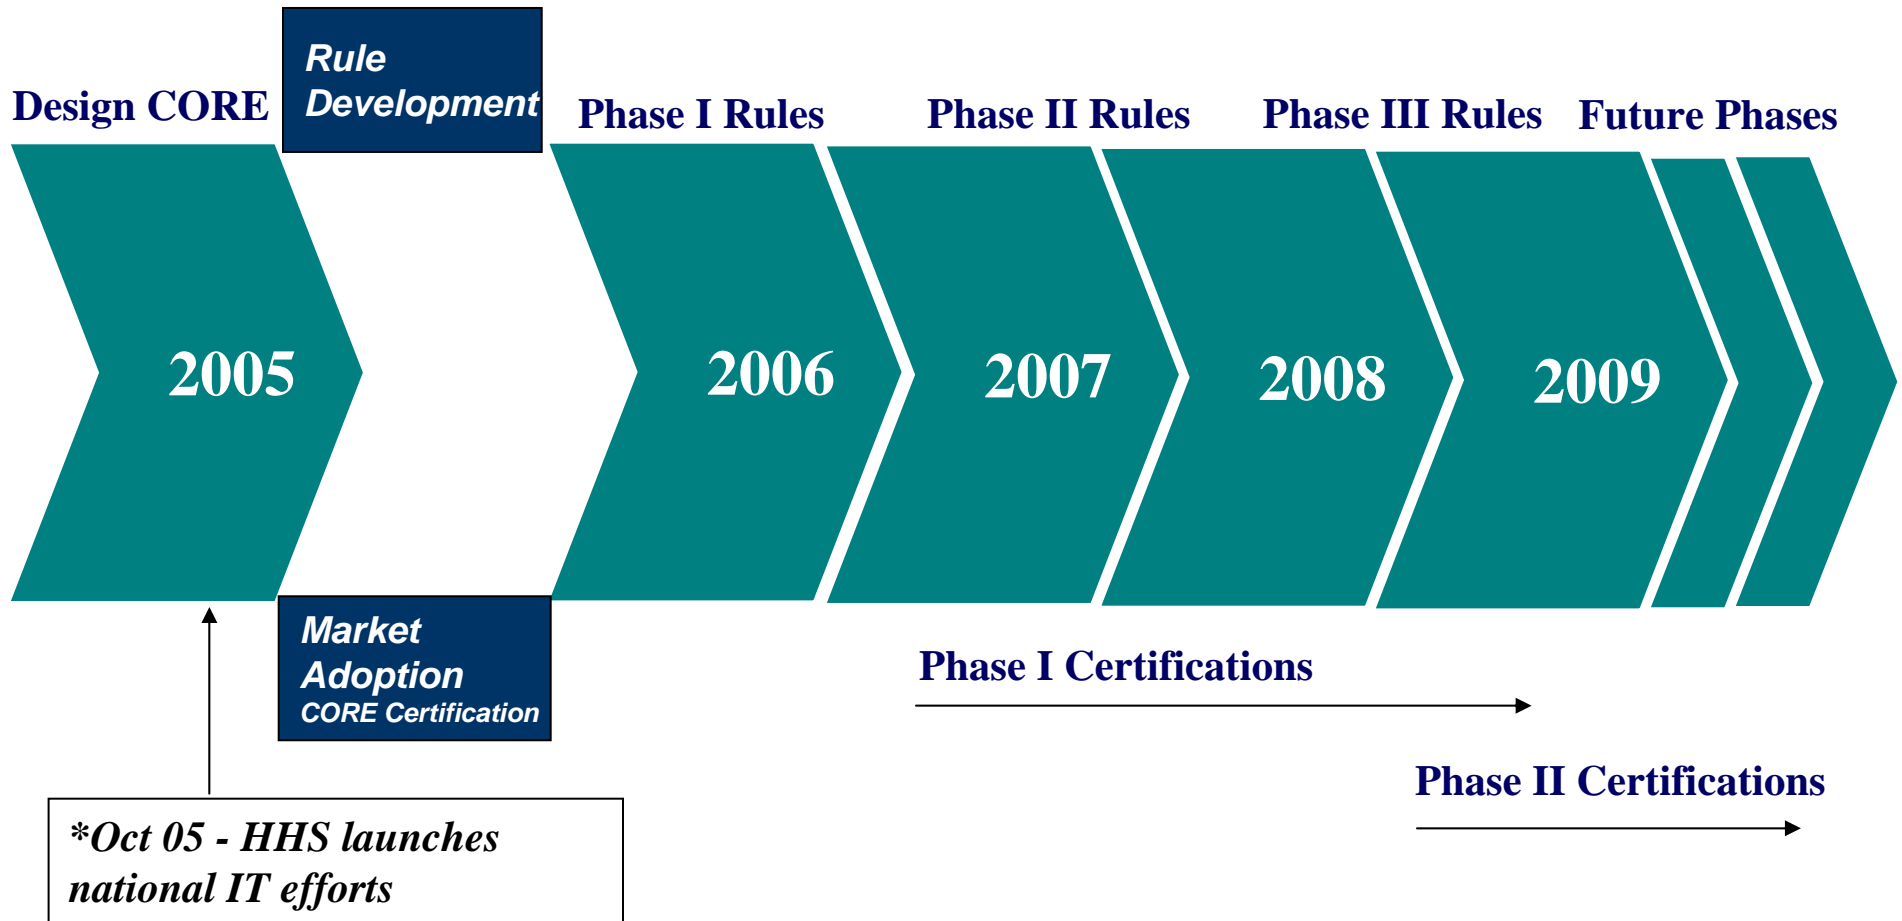 Design CORE
Rule
Development
Phase I Rules
Phase II Rules
Phase III Rules
Future Phases
2005
2006
2007
2008
2009
Market
Adoption
CORE Certification
Phase I Certifications
Phase II Certifications
*Oct 05 - HHS launches
national IT efforts